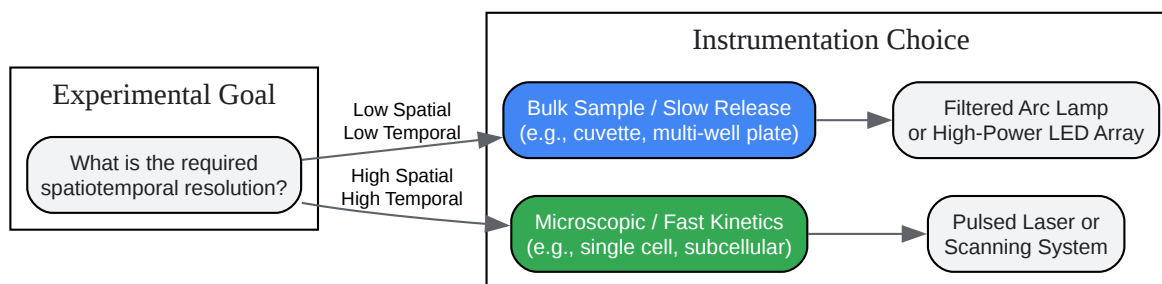 Experimental Goal
What is the required
spatiotemporal resolution?
Low Spatial
Low Temporal
High Spatial
High Temporal
Instrumentation Choice
Bulk Sample / Slow Release
(e.g., cuvette, multi-well plate)
Filtered Arc Lamp
or High-Power LED Array
Microscopic / Fast Kinetics
(e.g., single cell, subcellular)
Pulsed Laser or
Scanning System